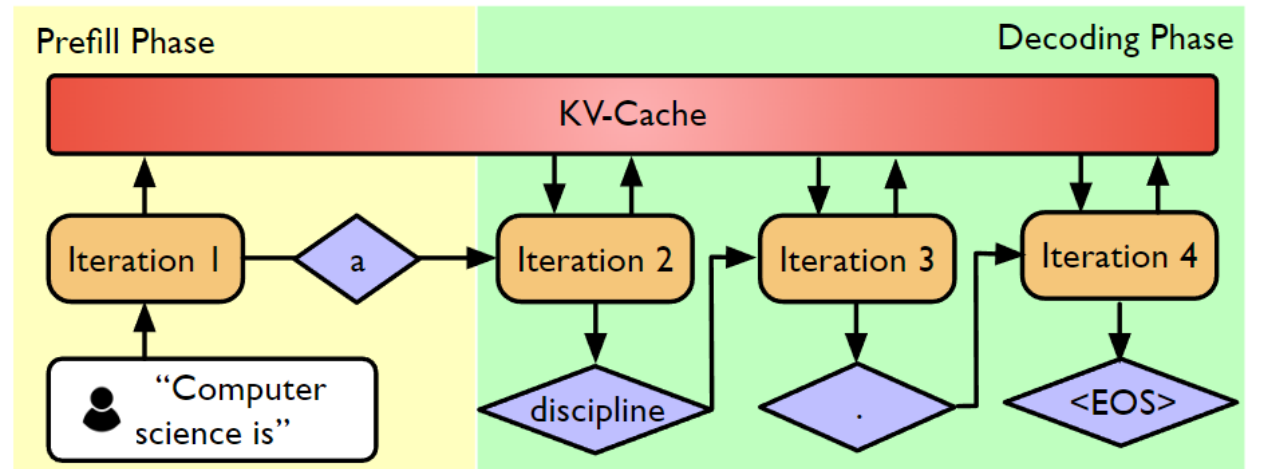 Prefill Phase
Decoding Phase
KV-Cache
Iteration 1
a
Iteration 2
Iteration 3
Iteration 4
“Computer
science is”
discipline
.
<EOS>